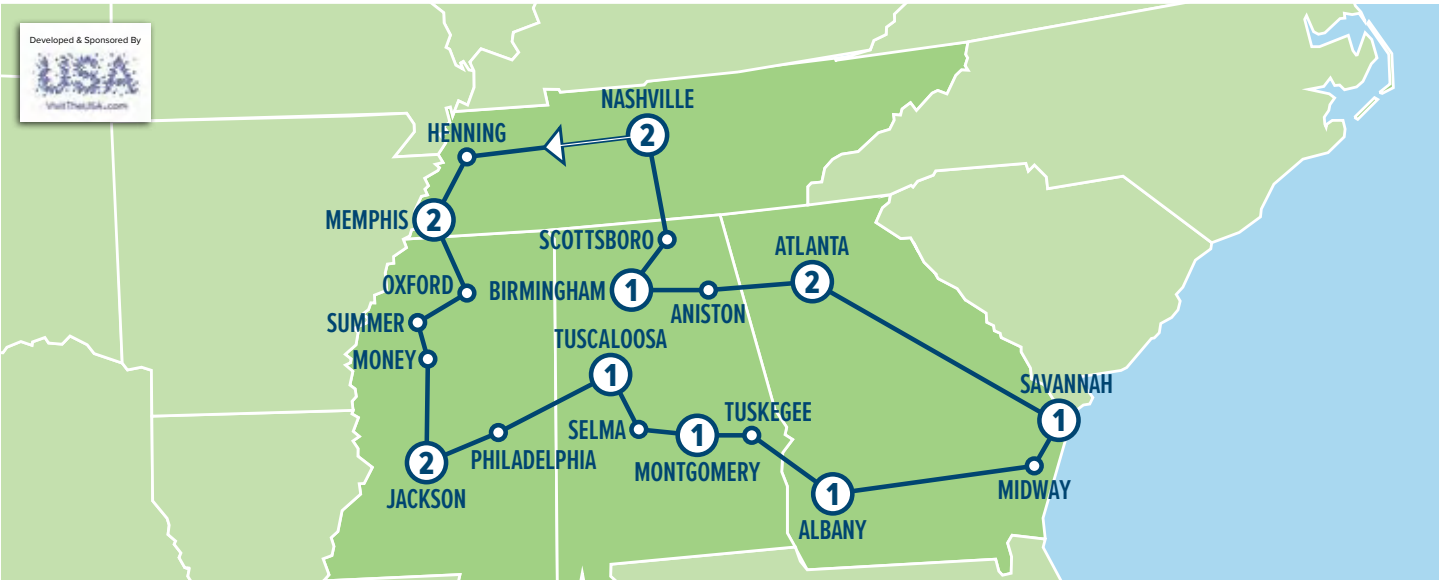 Developed & Sponsored By
USA
VisitTheUSA.com
NASHVILLE
2
HENNING
MEMPHIS 2
SCOTTSBORO
ATLANTA
2
OXFORD
BIRMINGHAM 1
ANISTON
SUMMER
TUSCALOOSA
1
MONEY
SAVANNAH
1
TUSKEGEE
SELMA
1
MONTGOMERY
PHILADELPHIA
2
JACKSON
MIDWAY
1
ALBANY